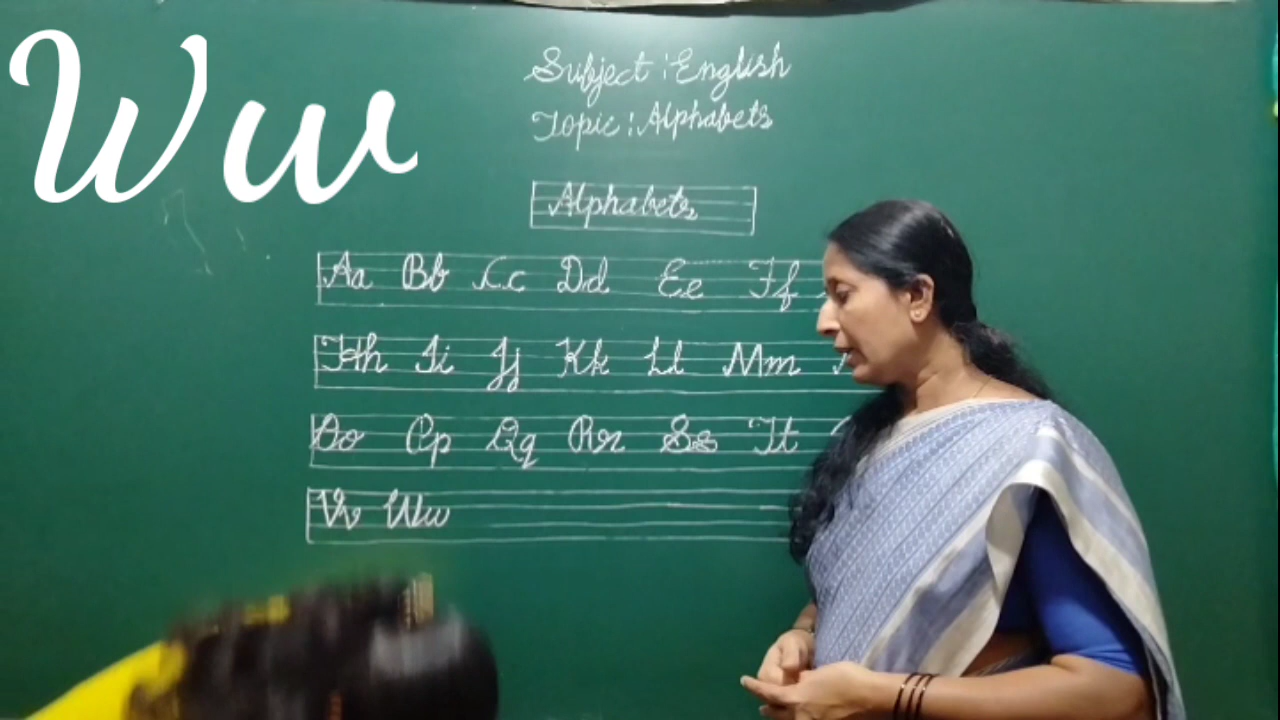 Ww
Subject : English
Topic : Alphabets
Alphabets
Aa Bb Cc Dd Ee Ff
Hh Ii Jj Kk Ll Mm
Oo Pp Qq Rr Ss Tt
Vv Ww